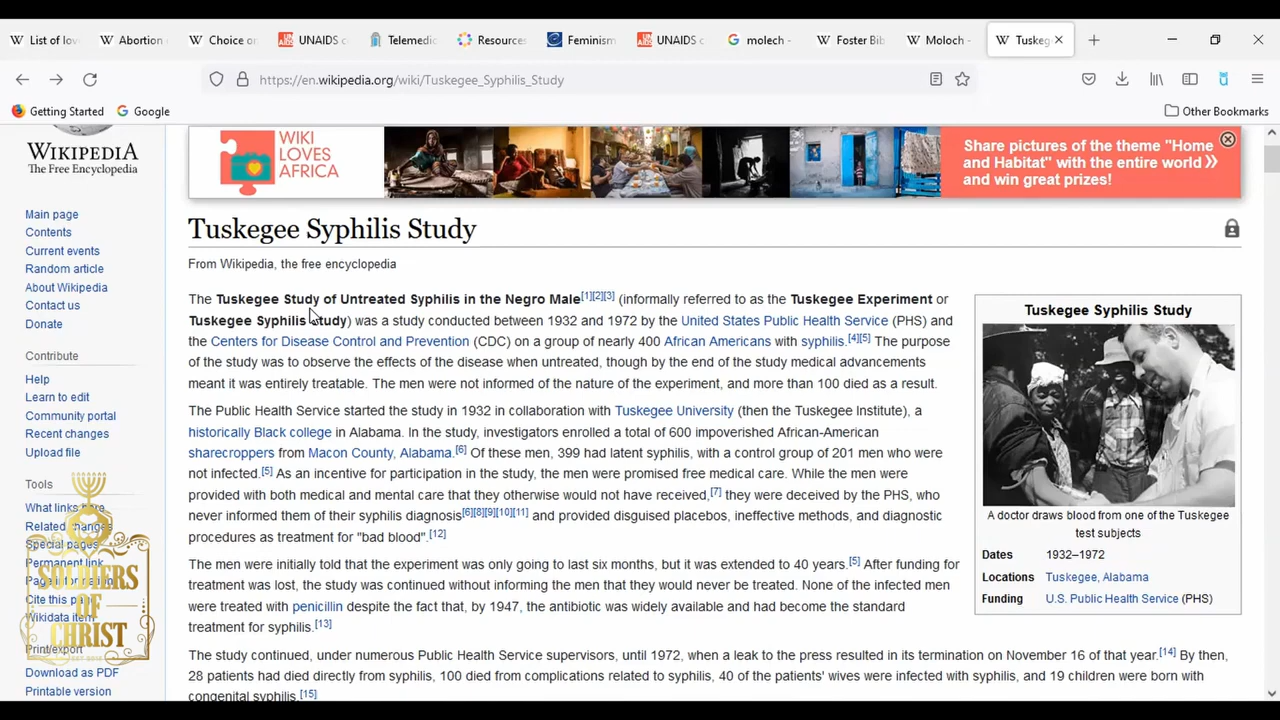 List of lov
Abortion
Choice or
UNAIDS c
Telemedic
Resources
Feminism
UNAIDS c
molech -
Foster Bib
Moloch -
Tuskeg
https://en.wikipedia.org/wiki/Tuskegee_Syphilis_Study
Getting Started
Google
Other Bookmarks
WIKIPEDIA
The Free Encyclopedia
Main page
Contents
Current events
Random article
About Wikipedia
Contact us
Donate
Contribute
Help
Learn to edit
Community portal
Recent changes
Upload file
Tools
What links here
Related changes
Special pages
Permanent link
Page information
Cite this page
Wikidata item
Print/export
Download as PDF
Printable version
SOLDIERS
OF
CHRIST
WIKI
LOVES
AFRICA
Share pictures of the theme "Home
and Habitat" with the entire world
and win great prizes!
Tuskegee Syphilis Study
From Wikipedia, the free encyclopedia
The Tuskegee Study of Untreated Syphilis in the Negro Male[1][2][3] (informally referred to as the Tuskegee Experiment or
Tuskegee Syphilis Study) was a study conducted between 1932 and 1972 by the United States Public Health Service (PHS) and
the Centers for Disease Control and Prevention (CDC) on a group of nearly 400 African Americans with syphilis.[4][5] The purpose
of the study was to observe the effects of the disease when untreated, though by the end of the study medical advancements
meant it was entirely treatable. The men were not informed of the nature of the experiment, and more than 100 died as a result.
The Public Health Service started the study in 1932 in collaboration with Tuskegee University (then the Tuskegee Institute), a
historically Black college in Alabama. In the study, investigators enrolled a total of 600 impoverished African-American
sharecroppers from Macon County, Alabama.[6] Of these men, 399 had latent syphilis, with a control group of 201 men who were
not infected.[5] As an incentive for participation in the study, the men were promised free medical care. While the men were
provided with both medical and mental care that they otherwise would not have received,[7] they were deceived by the PHS, who
never informed them of their syphilis diagnosis[6][8][9][10][11] and provided disguised placebos, ineffective methods, and diagnostic
procedures as treatment for "bad blood".[12]
The men were initially told that the experiment was only going to last six months, but it was extended to 40 years.[5] After funding for
treatment was lost, the study was continued without informing the men that they would never be treated. None of the infected men
were treated with penicillin despite the fact that, by 1947, the antibiotic was widely available and had become the standard
treatment for syphilis.[13]
The study continued, under numerous Public Health Service supervisors, until 1972, when a leak to the press resulted in its termination on November 16 of that year.[14] By then,
28 patients had died directly from syphilis, 100 died from complications related to syphilis, 40 of the patients' wives were infected with syphilis, and 19 children were born with
congenital syphilis.[15]
Tuskegee Syphilis Study
A doctor draws blood from one of the Tuskegee
test subjects
Dates 1932–1972
Locations Tuskegee, Alabama
Funding U.S. Public Health Service (PHS)